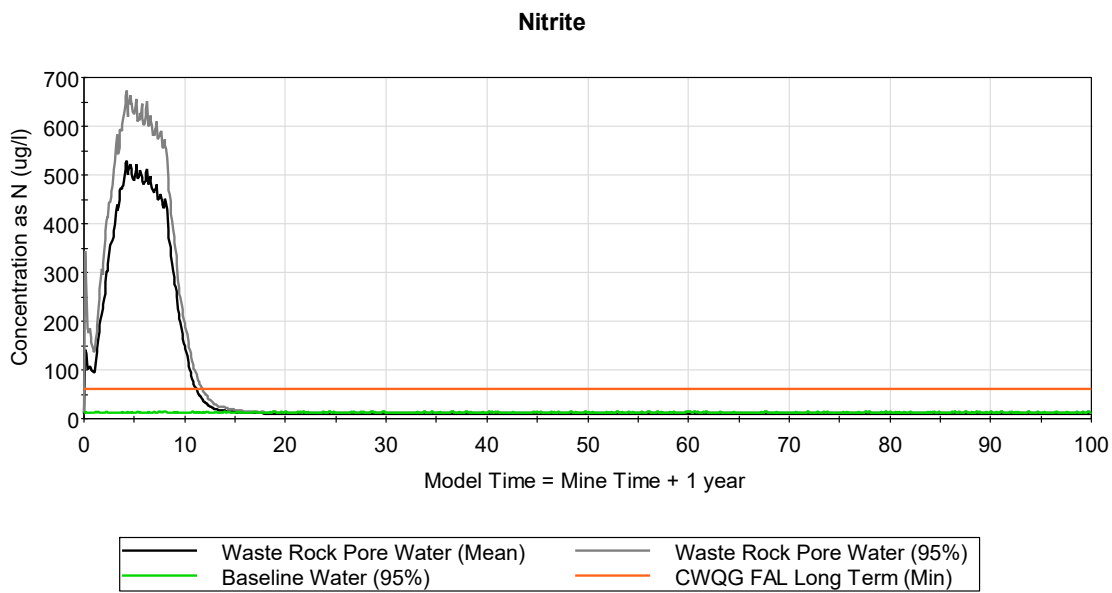 Nitrite
Concentration as N (ug/l)
700
600
500
400
300
200
100
0
0 10 20 30 40 50 60 70 80 90 100
Model Time = Mine Time + 1 year
Waste Rock Pore Water (Mean) Waste Rock Pore Water (95%)
Baseline Water (95%) CWQG FAL Long Term (Min)